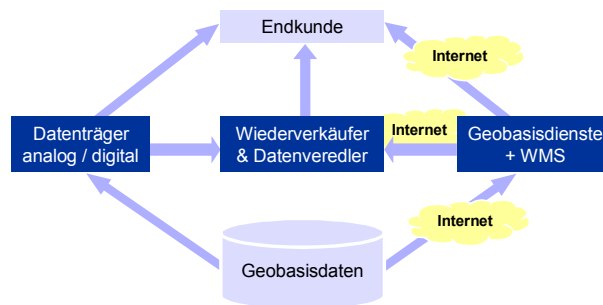 Endkunde
Internet
Datenträger
analog / digital
Wiederverkäufer
& Datenveredler
Internet
Geobasisdienste
+ WMS
Internet
Geobasisdaten